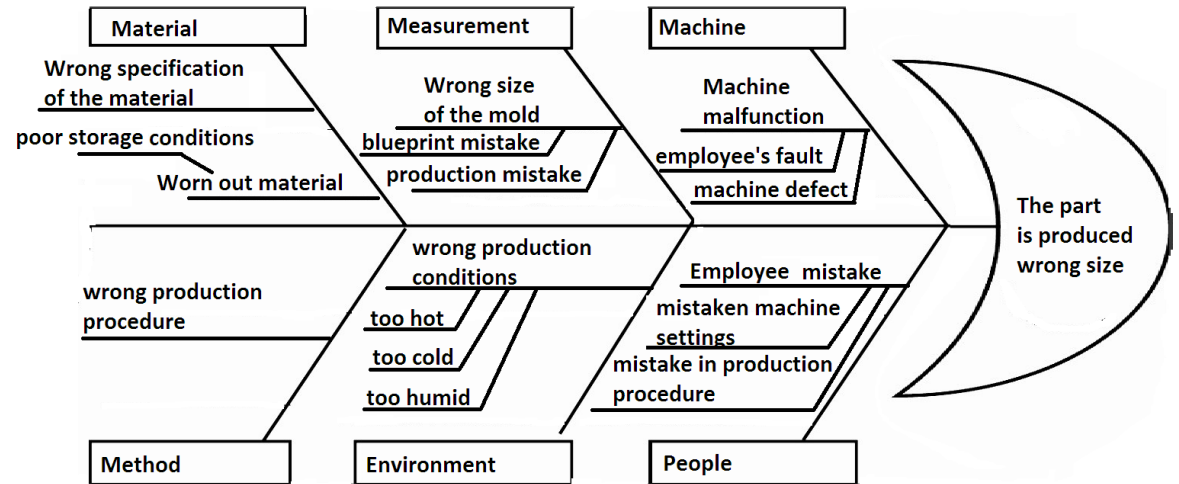 Material
Measurement
Machine
Wrong specification
of the material
poor storage conditions
Worn out material
Wrong size
of the mold
blueprint mistake
production mistake
Machine
malfunction
employee's fault
machine defect
The part
is produced
wrong size
wrong production
procedure
wrong production
conditions
too hot
too cold
too humid
Employee mistake
mistaken machine
settings
mistake in production
procedure
Method
Environment
People